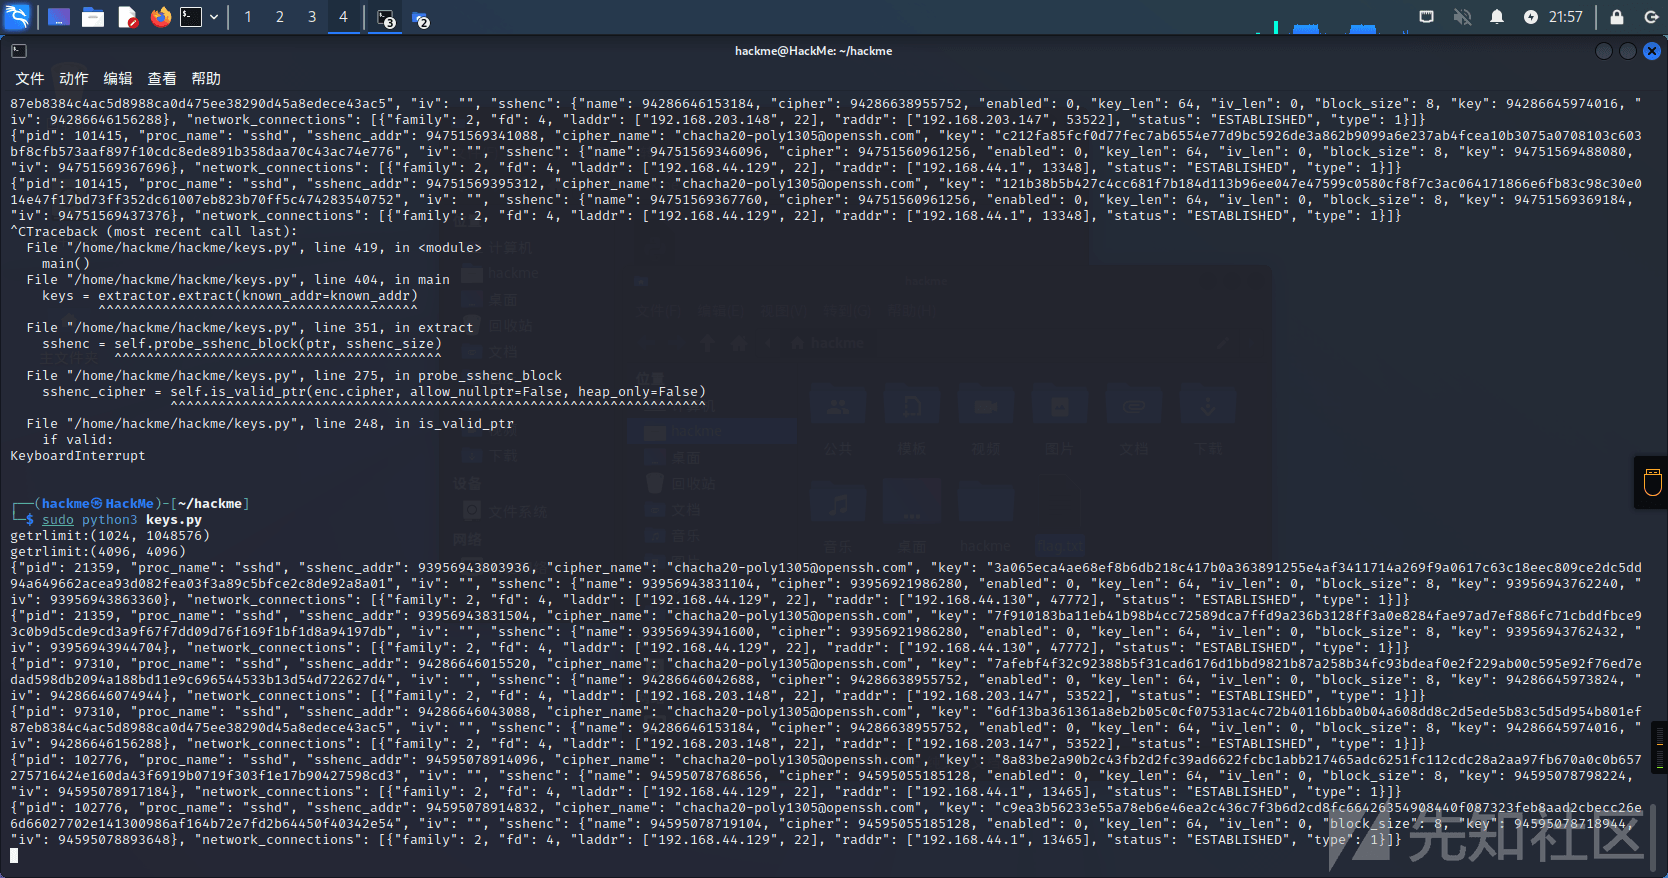 1 2 3 4 3 2 21:57
hackme@HackMe: ~/hackme
文件 动作 编辑 查看 帮助
87eb8384c4ac5d8988ca0d475ee38290d45a8edece43ac5", "iv": "", "sshenc": {"name": 94286646153184, "cipher": 94286638955752, "enabled": 0, "key_len": 64, "iv_len": 0, "block_size": 8, "key": 94286645974016, "
iv": 94286646156288}, "network_connections": [{"family": 2, "fd": 4, "laddr": ["192.168.203.148", 22], "raddr": ["192.168.203.147", 53522], "status": "ESTABLISHED", "type": 1}]}
{"pid": 101415, "proc_name": "sshd", "sshenc_addr": 94751569341088, "cipher_name": "chacha20-poly1305@openssh.com", "key": "c212fa85fcf0d77fec7ab6554e77d9bc5926de3a862b9099a6e237ab4fcea10b3075a0708103c603
bf8cfb573aaf897f10cdc8ede891b358daa70c43ac74e776", "iv": "", "sshenc": {"name": 94751569346096, "cipher": 94751560961256, "enabled": 0, "key_len": 64, "iv_len": 0, "block_size": 8, "key": 94751569488080,
"iv": 94751569367696}, "network_connections": [{"family": 2, "fd": 4, "laddr": ["192.168.44.129", 22], "raddr": ["192.168.44.1", 13348], "status": "ESTABLISHED", "type": 1}]}
{"pid": 101415, "proc_name": "sshd", "sshenc_addr": 94751569395312, "cipher_name": "chacha20-poly1305@openssh.com", "key": "121b38b5b427c4cc681f7b184d113b96ee047e47599c0580cf8f7c3ac064171866e6fb83c98c30e0
14e47f17bd73ff352dc61007eb823b70ff5c474283540752", "iv": "", "sshenc": {"name": 94751569367760, "cipher": 94751560961256, "enabled": 0, "key_len": 64, "iv_len": 0, "block_size": 8, "key": 94751569369184,
"iv": 94751569437376}, "network_connections": [{"family": 2, "fd": 4, "laddr": ["192.168.44.129", 22], "raddr": ["192.168.44.1", 13348], "status": "ESTABLISHED", "type": 1}]}
^CTraceback (most recent call last):
File "/home/hackme/hackme/keys.py", line 419, in <module>
main()
File "/home/hackme/hackme/keys.py", line 404, in main
keys = extractor.extract(known_addr=known_addr)
^^^^^^^^^^^^^^^^^^^^^^^^^^^^^^^^^^^^^^^^
File "/home/hackme/hackme/keys.py", line 351, in extract
sshenc = self.probe_sshenc_block(ptr, sshenc_size)
^^^^^^^^^^^^^^^^^^^^^^^^^^^^^^^^^^^^^^^^^
File "/home/hackme/hackme/keys.py", line 275, in probe_sshenc_block
sshenc_cipher = self.is_valid_ptr(enc.cipher, allow_nullptr=False, heap_only=False)
^^^^^^^^^^^^^^^^^^^^^^^^^^^^^^^^^^^^^^^^^^^^^^^^^^^^^^^^^^^^^^^^^^^
File "/home/hackme/hackme/keys.py", line 248, in is_valid_ptr
if valid:
KeyboardInterrupt
┌──(hackme㉿HackMe)-[~/hackme]
└─$ sudo python3 keys.py
getrlimit:(1024, 1048576)
getrlimit:(4096, 4096)
{"pid": 21359, "proc_name": "sshd", "sshenc_addr": 93956943803936, "cipher_name": "chacha20-poly1305@openssh.com", "key": "3a065eca4ae68ef8b6db218c417b0a363891255e4af3411714a269f9a0617c63c18eec809ce2dc5dd
94a649662acea93d082fea03f3a89c5bfce2c8de92a8a01", "iv": "", "sshenc": {"name": 93956943831104, "cipher": 93956921986280, "enabled": 0, "key_len": 64, "iv_len": 0, "block_size": 8, "key": 93956943762240,
"iv": 93956943863360}, "network_connections": [{"family": 2, "fd": 4, "laddr": ["192.168.44.129", 22], "raddr": ["192.168.44.130", 47772], "status": "ESTABLISHED", "type": 1}]}
{"pid": 21359, "proc_name": "sshd", "sshenc_addr": 93956943831504, "cipher_name": "chacha20-poly1305@openssh.com", "key": "7f910183ba11eb41b98b4cc72589dca7ffd9a236b3128ff3a0e8284fae97ad7ef886fc71cbddfbce9
3c0b9d5cde9cd3a9f67f7dd09d76f169f1bf1d8a94197db", "iv": "", "sshenc": {"name": 93956943941600, "cipher": 93956921986280, "enabled": 0, "key_len": 64, "iv_len": 0, "block_size": 8, "key": 93956943762432,
"iv": 93956943944704}, "network_connections": [{"family": 2, "fd": 4, "laddr": ["192.168.44.129", 22], "raddr": ["192.168.44.130", 47772], "status": "ESTABLISHED", "type": 1}]}
{"pid": 97310, "proc_name": "sshd", "sshenc_addr": 94286646015520, "cipher_name": "chacha20-poly1305@openssh.com", "key": "7afebf4f32c92388b5f31cad6176d1bbd9821b87a258b34fc93bdeaf0e2f229ab00c595e92f76ed7e
dad598db2094a188bd11e9c696544533b13d54d722627d4", "iv": "", "sshenc": {"name": 94286646042688, "cipher": 94286638955752, "enabled": 0, "key_len": 64, "iv_len": 0, "block_size": 8, "key": 94286645973824, "
iv": 94286646074944}, "network_connections": [{"family": 2, "fd": 4, "laddr": ["192.168.203.148", 22], "raddr": ["192.168.203.147", 53522], "status": "ESTABLISHED", "type": 1}]}
{"pid": 97310, "proc_name": "sshd", "sshenc_addr": 94286646043088, "cipher_name": "chacha20-poly1305@openssh.com", "key": "6df13ba361361a8eb2b05c0cf07531ac4c72b40116bba0b04a608dd8c2d5ede5b83c5d5d954b801ef
87eb8384c4ac5d8988ca0d475ee38290d45a8edece43ac5", "iv": "", "sshenc": {"name": 94286646153184, "cipher": 94286638955752, "enabled": 0, "key_len": 64, "iv_len": 0, "block_size": 8, "key": 94286645974016, "
iv": 94286646156288}, "network_connections": [{"family": 2, "fd": 4, "laddr": ["192.168.203.148", 22], "raddr": ["192.168.203.147", 53522], "status": "ESTABLISHED", "type": 1}]}
{"pid": 102776, "proc_name": "sshd", "sshenc_addr": 94595078914096, "cipher_name": "chacha20-poly1305@openssh.com", "key": "8a83be2a90b2c43fb2d2fc39ad6622fcbc1abb217465adc6251fc112cdc28a2aa97fb670a0c0b657
275716424e160da43f6919b0719f303f1e17b90427598cd3", "iv": "", "sshenc": {"name": 94595078768656, "cipher": 94595055185128, "enabled": 0, "key_len": 64, "iv_len": 0, "block_size": 8, "key": 94595078798224,
"iv": 94595078917184}, "network_connections": [{"family": 2, "fd": 4, "laddr": ["192.168.44.129", 22], "raddr": ["192.168.44.1", 13465], "status": "ESTABLISHED", "type": 1}]}
{"pid": 102776, "proc_name": "sshd", "sshenc_addr": 94595078914832, "cipher_name": "chacha20-poly1305@openssh.com", "key": "c9ea3b56233e55a78eb6e46ea2c436c7f3b6d2cd8fc66426354908440f087323feb8aad2cbecc26e
6d66027702e141300986af164b72e7fd2b64450f40342e54", "iv": "", "sshenc": {"name": 94595078719104, "cipher": 94595055185128, "enabled": 0, "key_len": 64, "iv_len": 0, "block_size": 8, "key": 94595078718944,
"iv": 94595078893648}, "network_connections": [{"family": 2, "fd": 4, "laddr": ["192.168.44.129", 22], "raddr": ["192.168.44.1", 13465], "status": "ESTABLISHED", "type": 1}]}
先知社区